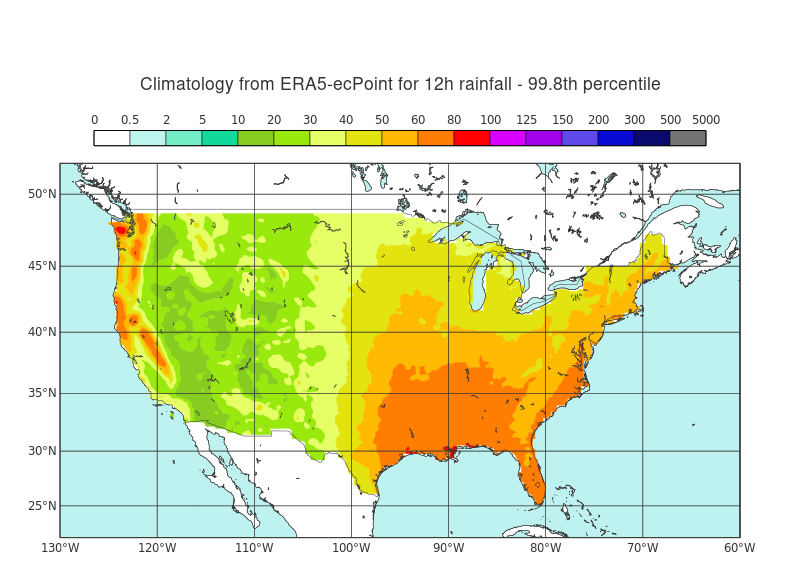 Climatology from ERA5-ecPoint for 12h rainfall - 99.8th percentile
0 0.5 2 5 10 20 30 40 50 60 80 100 125 150 200 300 500 5000
50°N
45°N
40°N
35°N
30°N
25°N
130°W 120°W 110°W 100°W 90°W 80°W 70°W 60°W